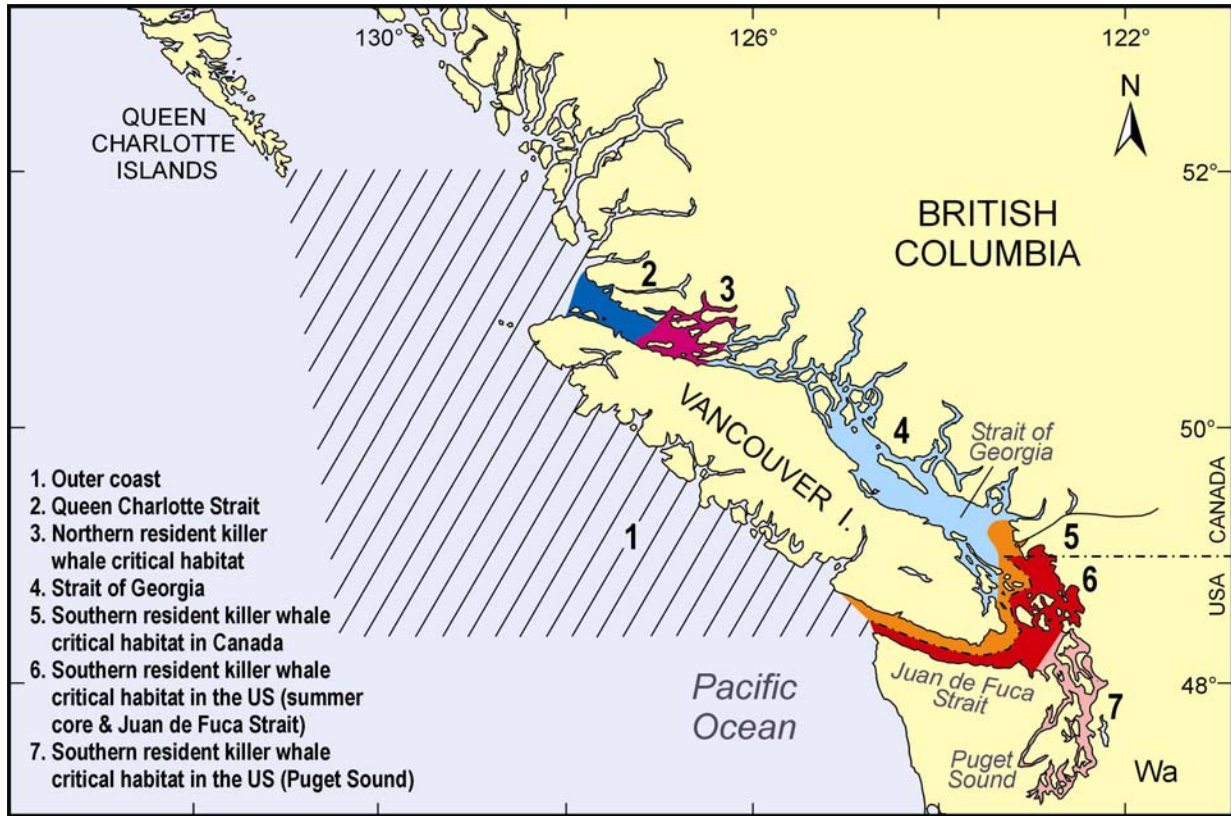 130°
126°
122°
N
QUEEN
CHARLOTTE
ISLANDS
52°
BRITISH
COLUMBIA
2
3
VANCOUVER I.
4
Strait of
Georgia
50°
CANADA
USA
5
6
1
1. Outer coast
2. Queen Charlotte Strait
3. Northern resident killer
whale critical habitat
4. Strait of Georgia
5. Southern resident killer whale
critical habitat in Canada
6. Southern resident killer whale
critical habitat in the US (summer
core & Juan de Fuca Strait)
7. Southern resident killer whale
critical habitat in the US (Puget Sound)
Pacific
Ocean
Juan de Fuca
Strait
48°
7
Puget
Sound
Wa